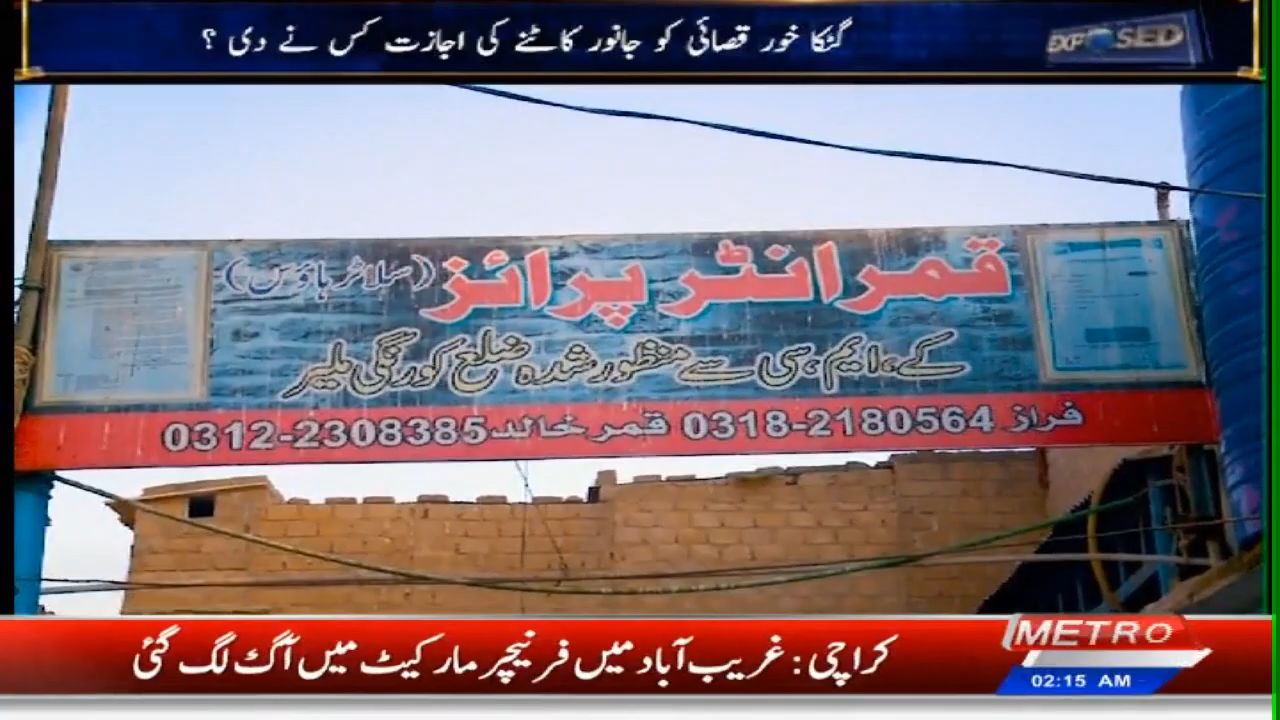 گٹکا خور قصائی کو جانور کاٹنے کی اجازت کس نے دی ؟
EXPOSED
قمر انٹر پرائز (سلاٹر ہاؤس)
کے، ایم، سی سے منظور شدہ ضلع کورنگی ملیر
فراز 0318-2180564 قمر خالد 0312-2308385
کراچی : غریب آباد میں فرنیچر مارکیٹ میں آگ لگ گئی
METRO
02:15 AM